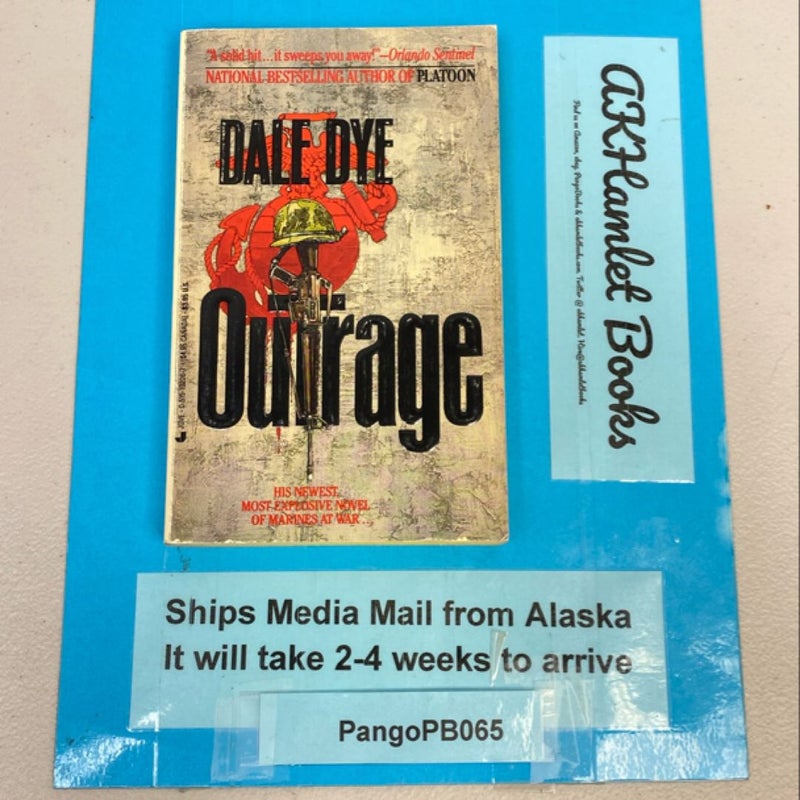 "A solid hit...it sweeps you away!"—Orlando Sentinel
NATIONAL BESTSELLING AUTHOR OF PLATOON
DALE DYE
Outrage
HIS NEWEST,
MOST EXPLOSIVE NOVEL
OF MARINES AT WAR
AKHamlet Books
Ships Media Mail from Alaska
It will take 2-4 weeks to arrive
PangoPB065